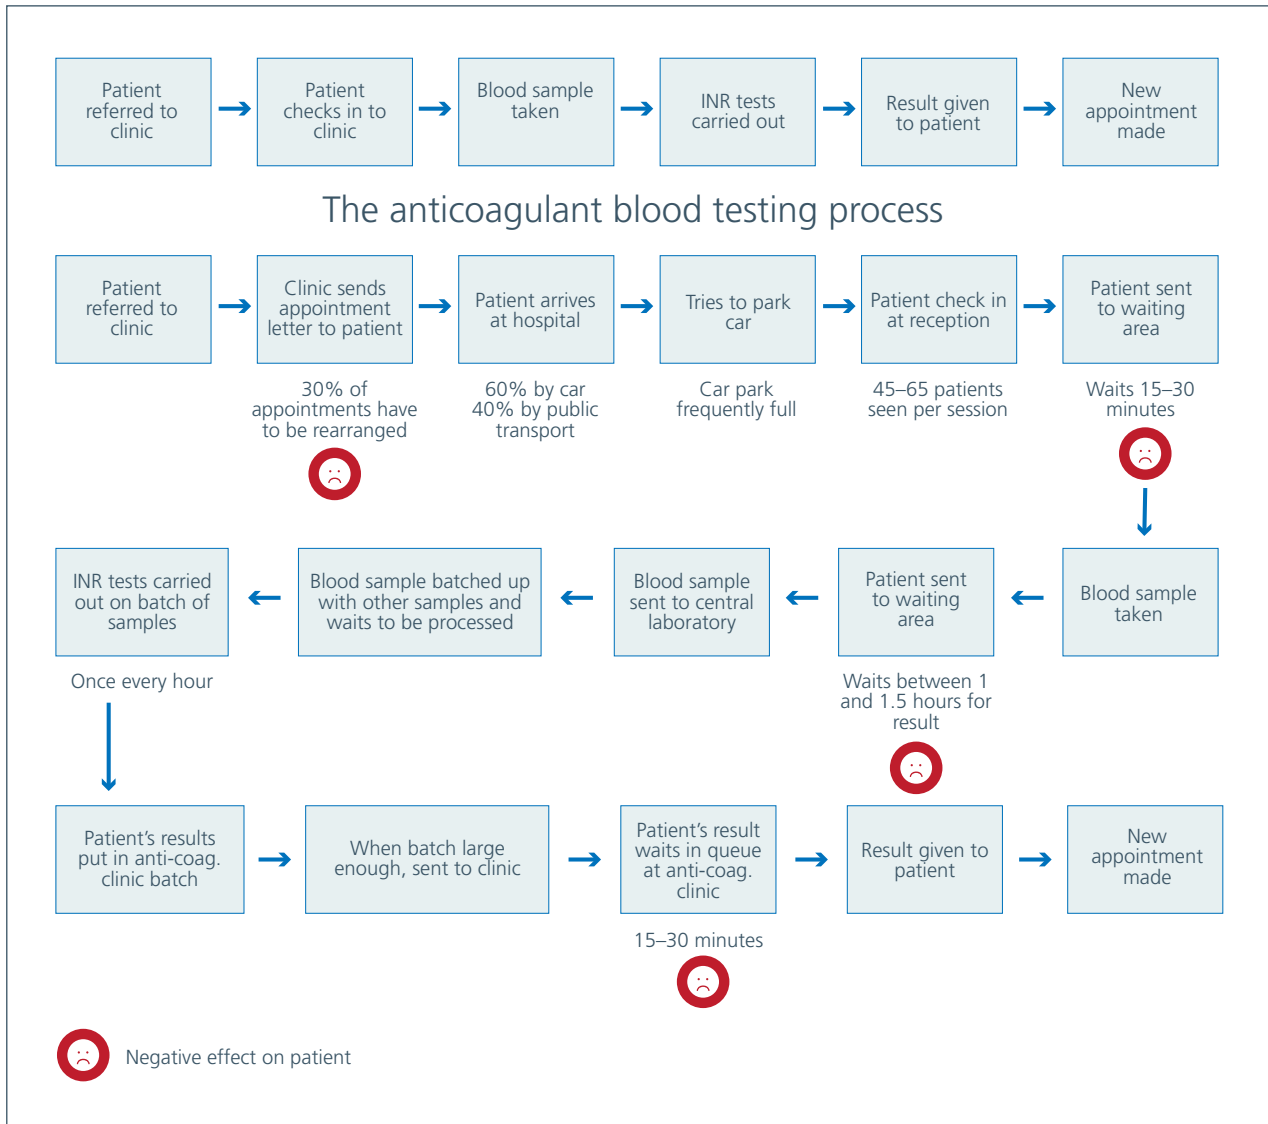 Patient
referred to
clinic
Patient
checks in to
clinic
Blood sample
taken
INR tests
carried out
Result given
to patient
New
appointment
made
The anticoagulant blood testing process
Patient
referred to
clinic
Clinic sends
appointment
letter to patient
Patient arrives
at hospital
Tries to park
car
Patient check in
at reception
Patient sent
to waiting
area
30% of
appointments have
to be rearranged
60% by car
40% by public
transport
Car park
frequently full
45–65 patients
seen per session
Waits 15–30
minutes
INR tests carried
out on batch of
samples
Blood sample batched up
with other samples and
waits to be processed
Blood sample
sent to central
laboratory
Patient sent
to waiting
area
Blood sample
taken
Once every hour
Waits between 1
and 1.5 hours for
result
Patient’s results
put in anti-coag.
clinic batch
When batch large
enough, sent to clinic
Patient’s result
waits in queue
at anti-coag.
clinic
Result given to
patient
New
appointment
made
15–30 minutes
Negative effect on patient